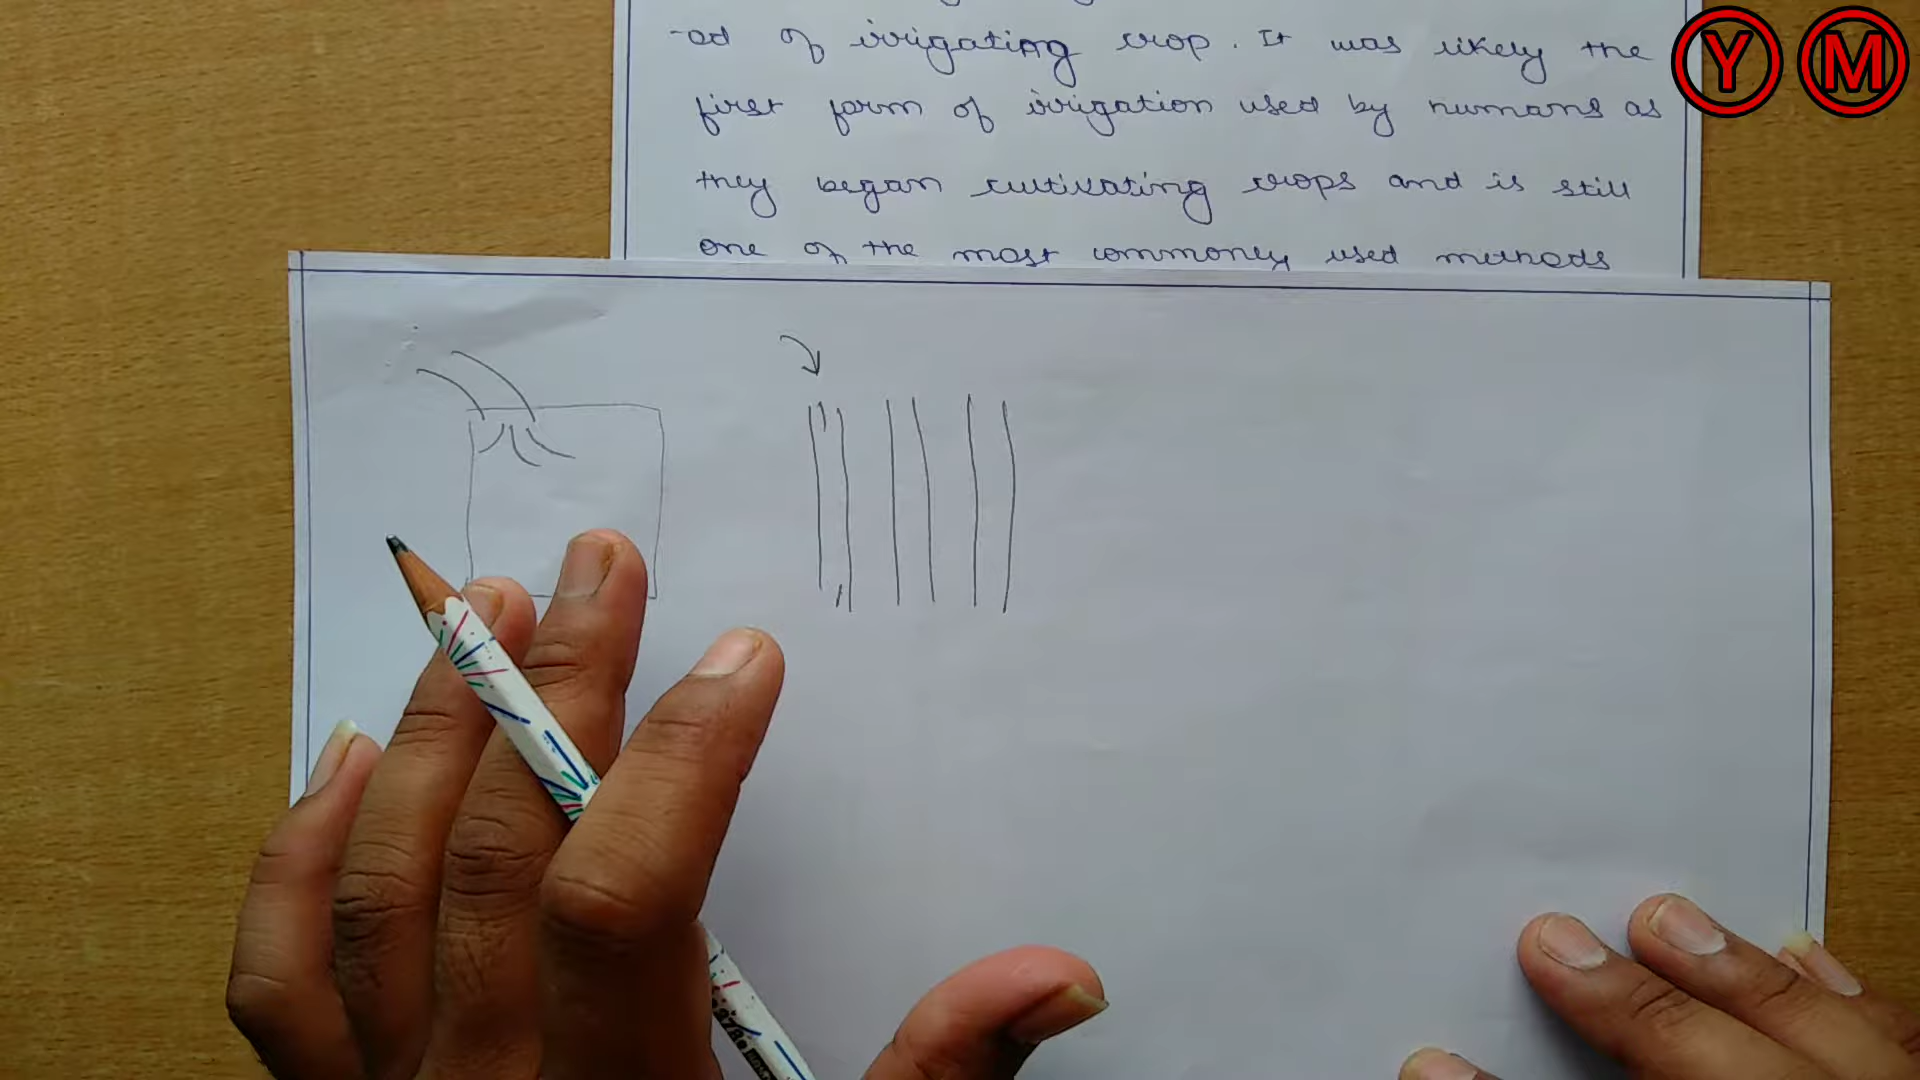 -od of irrigating crop. It was likely the
first form of irrigation used by humans as
they began cultivating crops and is still
one of the most commonly used methods
Y M